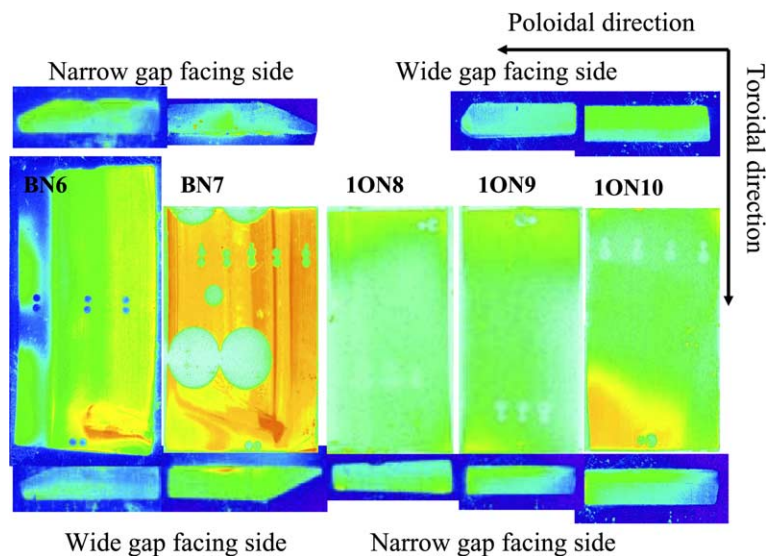 Poloidal direction
Narrow gap facing side
Wide gap facing side
Toroidal direction
BN6
BN7
1ON8
1ON9
1ON10
Wide gap facing side
Narrow gap facing side